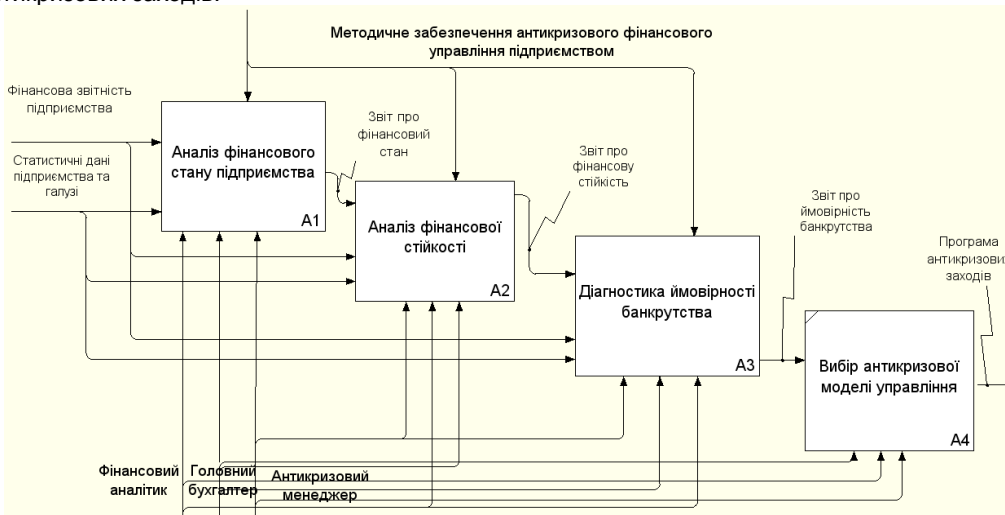 Методичне забезпечення антикризового фінансового
управління підприємством
Фінансова звітність
підприємства
Статистичні дані
підприємства та
галузі
Аналіз фінансового
стану підприємства
A1
Звіт про
фінансовий
стан
Аналіз фінансової
стійкості
A2
Звіт про
фінансову
стійкість
Діагностика ймовірності
банкрутства
A3
Звіт про
ймовірність
банкрутства
Вибір антикризової
моделі управління
A4
Програма
антикризових
заходів
Фінансовий
аналітик
Головний
бухгалтер
Антикризовий
менеджер